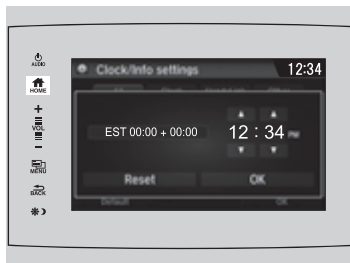 AUDIO
HOME
+
VOL
-
MENU
BACK
Clock/Info settings
12:34
EST 00:00 + 00:00
12 : 34 PM
Reset
OK
Default
OK